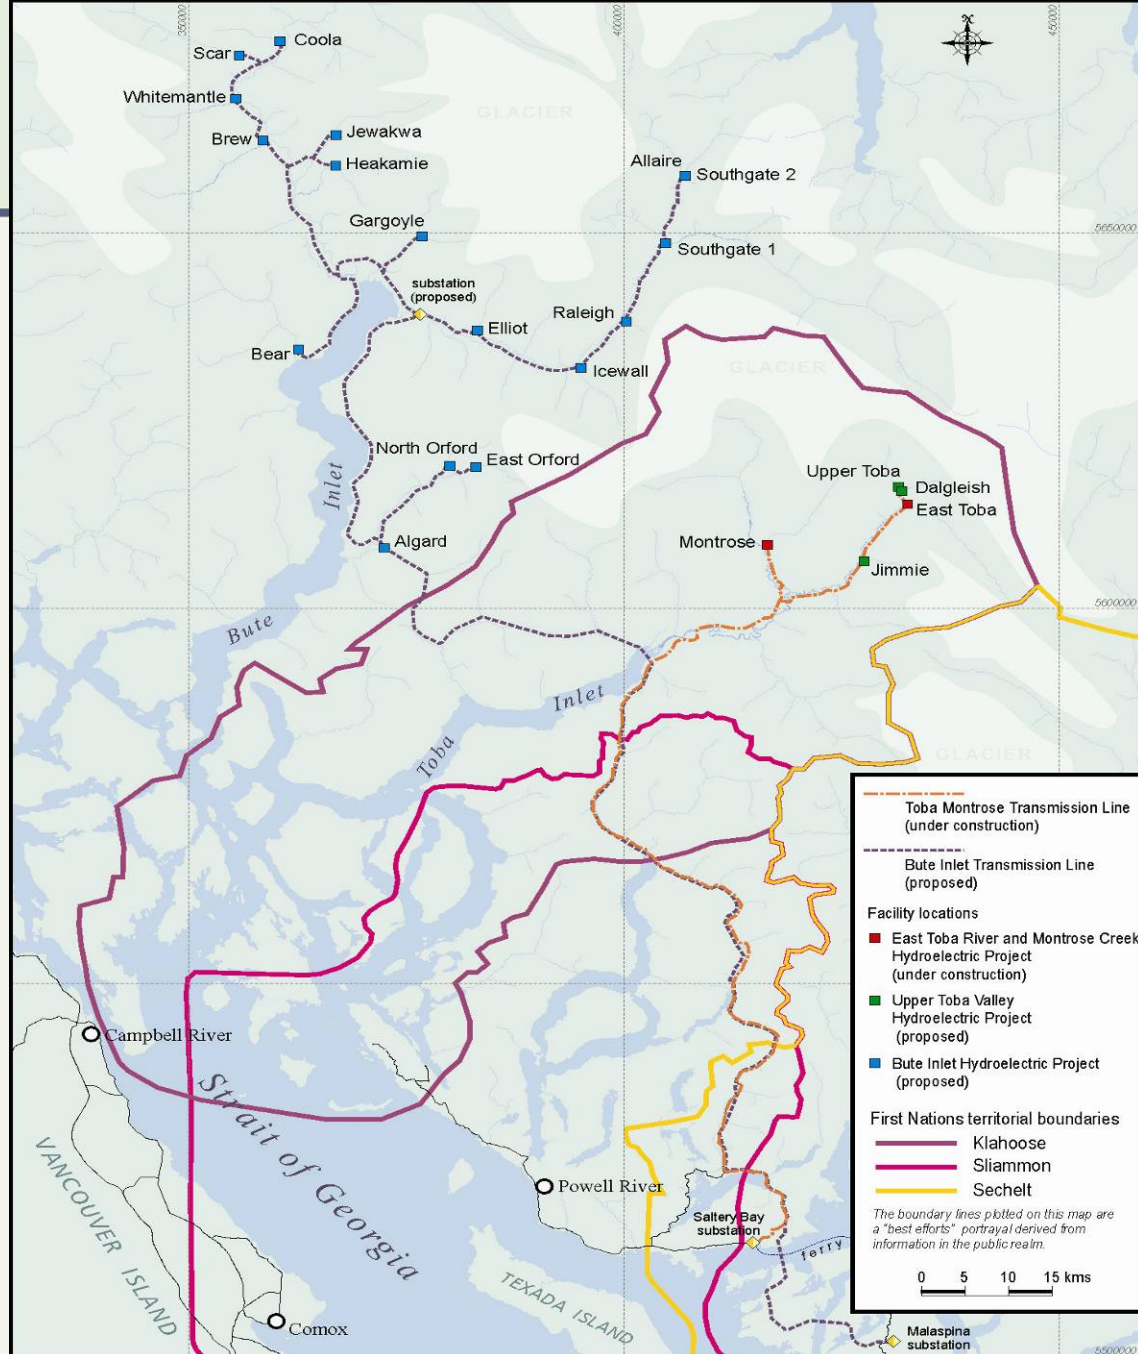 350000
400000
450000
Coola
Scar
GLACIER
Whitemantle
Jewakwa
Brew
Heakamie
Allaire
Southgate 2
Gargoyle
5650000
Southgate 1
substation
(proposed)
Raleigh
Elliot
Bear
Icewall
GLACIER
North Orford
East Orford
Inlet
Upper Toba
Dalgleish
East Toba
Algard
Montrose
Jimmie
5600000
Bute
Inlet
Toba
GLACIER
Toba Montrose Transmission Line
(under construction)
Bute Inlet Transmission Line
(proposed)
Facility locations
East Toba River and Montrose Creek
Hydroelectric Project
(under construction)
Upper Toba Valley
Hydroelectric Project
(proposed)
Bute Inlet Hydroelectric Project
(proposed)
First Nations territorial boundaries
Klahoose
Sliammon
Sechelt
The boundary lines plotted on this map are
a "best efforts" portrayal derived from
information in the public realm.
0 5 10 15 kms
Campbell River
Strait of Georgia
VANCOUVER ISLAND
Powell River
Saltery Bay
substation
ferry
TEXADA ISLAND
Comox
Malaspina
substation
5500000